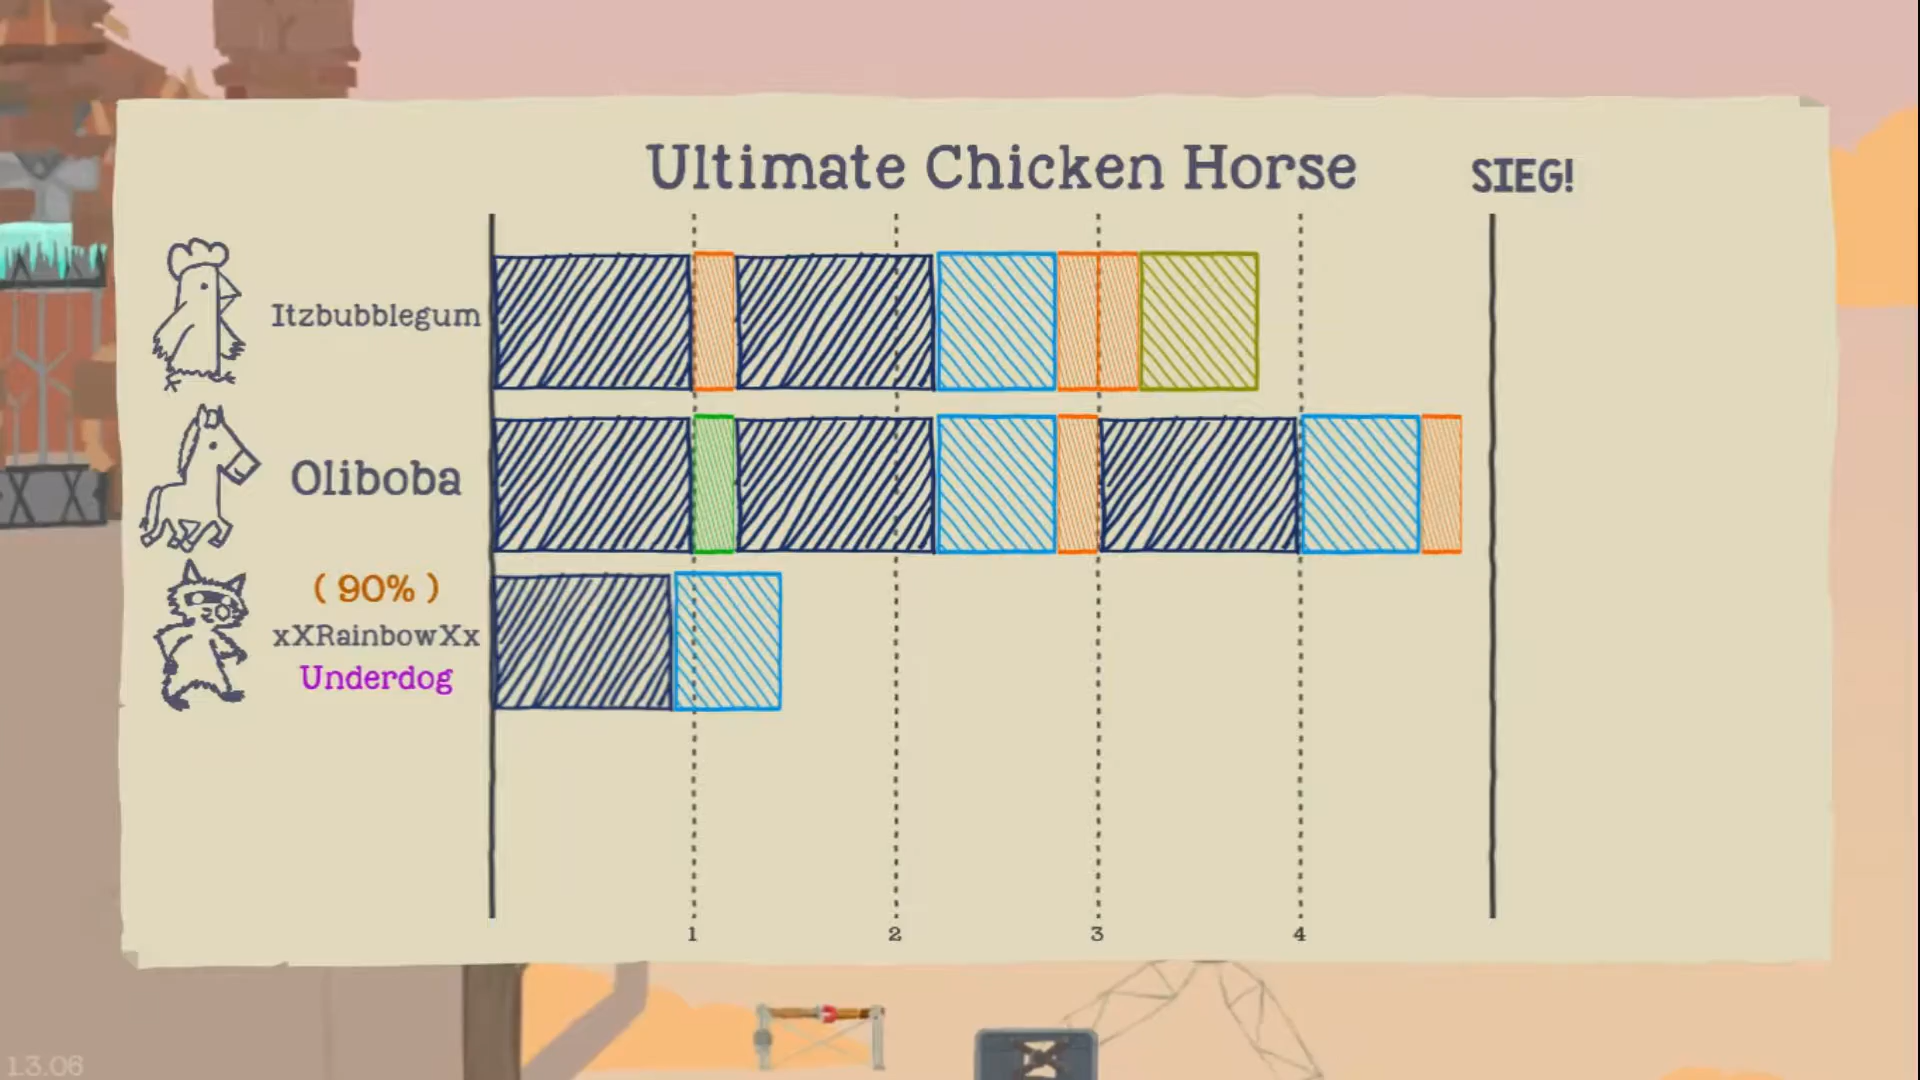 Ultimate Chicken Horse
SIEG!
Itzbubblegum
Oliboba
( 90% )
xXRainbowXx
Underdog
1 2 3 4
1.3.06